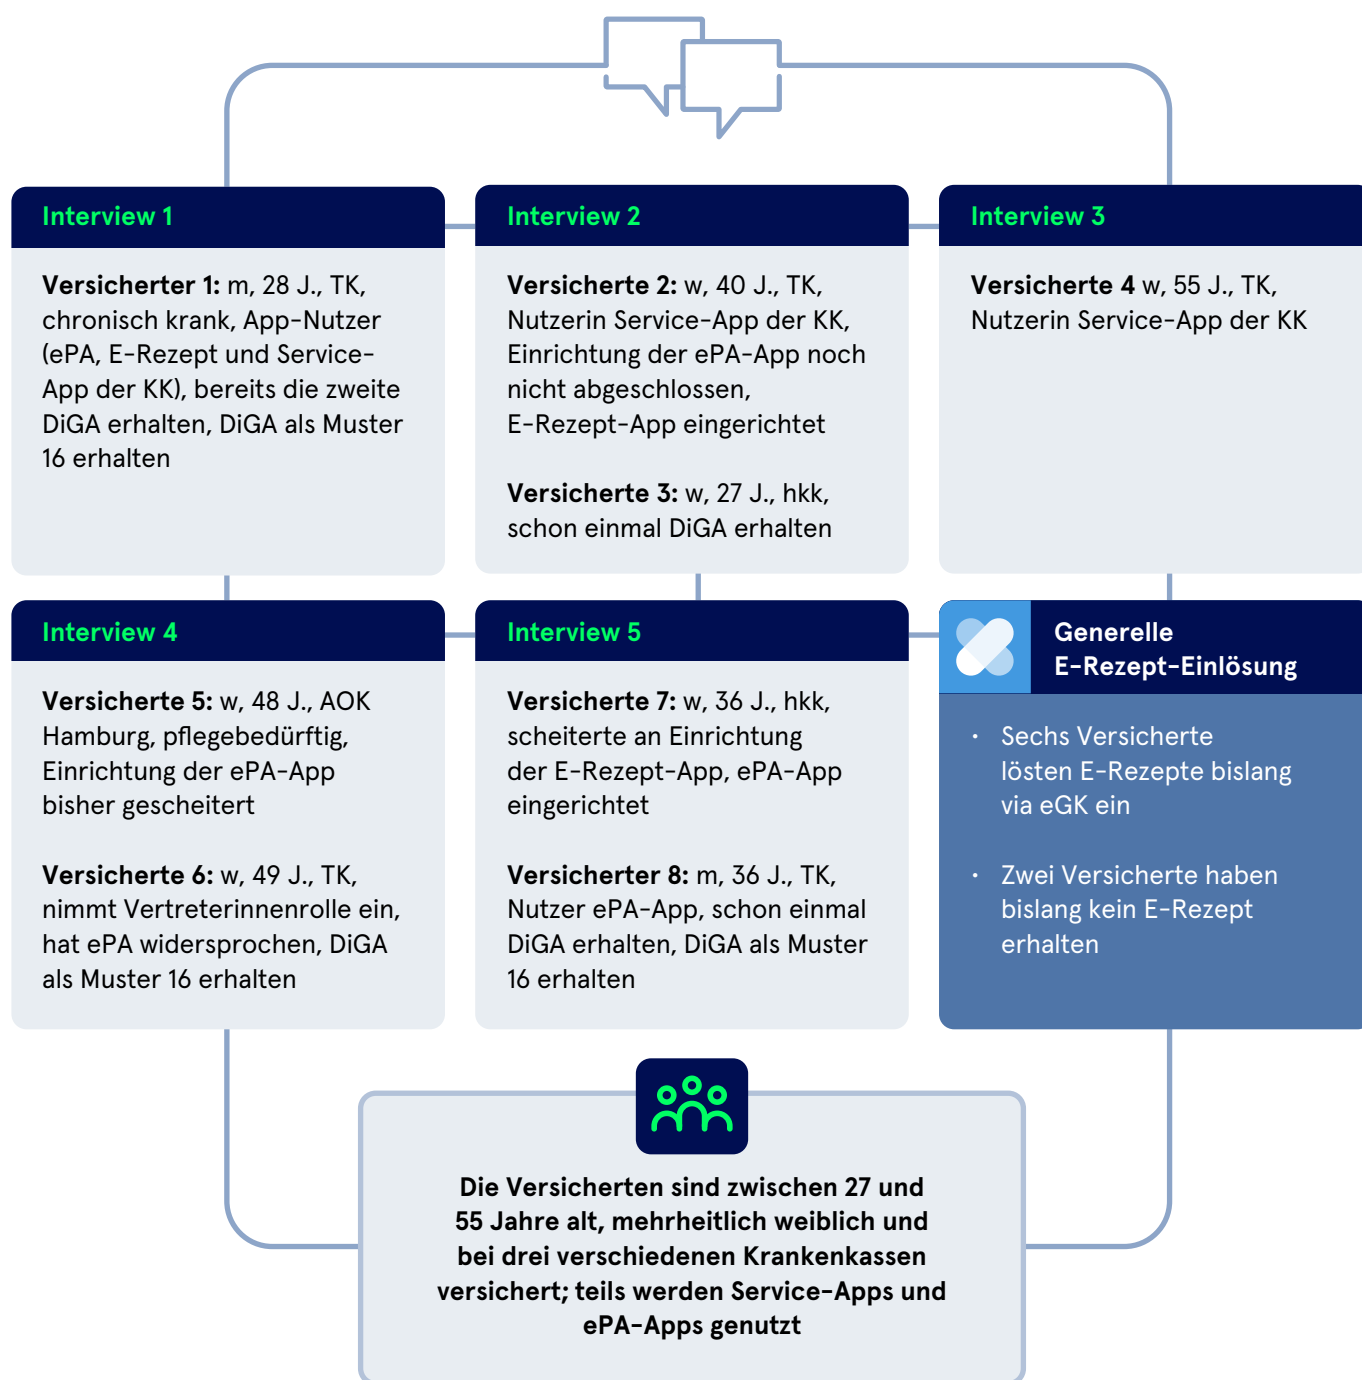 Interview 1
Versicherter 1: m, 28 J., TK,
chronisch krank, App-Nutzer
(ePA, E-Rezept und Service-
App der KK), bereits die zweite
DiGA erhalten, DiGA als Muster
16 erhalten
Interview 2
Versicherte 2: w, 40 J., TK,
Nutzerin Service-App der KK,
Einrichtung der ePA-App noch
nicht abgeschlossen,
E-Rezept-App eingerichtet
Versicherte 3: w, 27 J., hkk,
schon einmal DiGA erhalten
Interview 3
Versicherte 4 w, 55 J., TK,
Nutzerin Service-App der KK
Interview 4
Versicherte 5: w, 48 J., AOK
Hamburg, pflegebedürftig,
Einrichtung der ePA-App
bisher gescheitert
Versicherte 6: w, 49 J., TK,
nimmt Vertreterinnenrolle ein,
hat ePA widersprochen, DiGA
als Muster 16 erhalten
Interview 5
Versicherte 7: w, 36 J., hkk,
scheiterte an Einrichtung
der E-Rezept-App, ePA-App
eingerichtet
Versicherter 8: m, 36 J., TK,
Nutzer ePA-App, schon einmal
DiGA erhalten, DiGA als Muster
16 erhalten
Generelle
E-Rezept-Einlösung
• Sechs Versicherte
lösten E-Rezepte bislang
via eGK ein
• Zwei Versicherte haben
bislang kein E-Rezept
erhalten
Die Versicherten sind zwischen 27 und
55 Jahre alt, mehrheitlich weiblich und
bei drei verschiedenen Krankenkassen
versichert; teils werden Service-Apps und
ePA-Apps genutzt